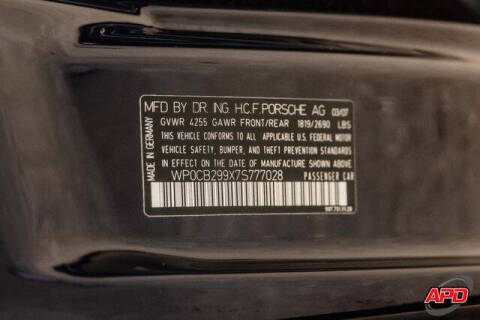 MFD BY DR. ING. H.C.F. PORSCHE AG 03/07
GVWR 4255 GAWR FRONT/REAR 1819/2690 LBS
THIS VEHICLE CONFORMS TO ALL APPLICABLE U.S. FEDERAL
VEHICLE SAFETY, BUMPER, AND THEFT PREVENTION STANDARDS
IN EFFECT ON THE DATE OF MANUFACTURE SHOWN ABOVE.
WP0CB299X7S777028 PASSENGER CAR
MADE IN GERMANY
APD